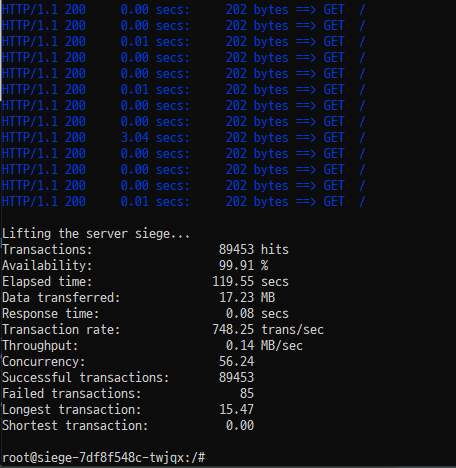 HTTP/1.1 200     0.00 secs:     202 bytes ==> GET  /
HTTP/1.1 200     0.00 secs:     202 bytes ==> GET  /
HTTP/1.1 200     0.01 secs:     202 bytes ==> GET  /
HTTP/1.1 200     0.00 secs:     202 bytes ==> GET  /
HTTP/1.1 200     0.00 secs:     202 bytes ==> GET  /
HTTP/1.1 200     0.01 secs:     202 bytes ==> GET  /
HTTP/1.1 200     0.00 secs:     202 bytes ==> GET  /
HTTP/1.1 200     0.00 secs:     202 bytes ==> GET  /
HTTP/1.1 200     3.04 secs:     202 bytes ==> GET  /
HTTP/1.1 200     0.00 secs:     202 bytes ==> GET  /
HTTP/1.1 200     0.00 secs:     202 bytes ==> GET  /
HTTP/1.1 200     0.00 secs:     202 bytes ==> GET  /
HTTP/1.1 200     0.01 secs:     202 bytes ==> GET  /
Lifting the server siege...
Transactions:                  89453 hits
Availability:                  99.91 %
Elapsed time:                 119.55 secs
Data transferred:              17.23 MB
Response time:                  0.08 secs
Transaction rate:             748.25 trans/sec
Throughput:                     0.14 MB/sec
Concurrency:                   56.24
Successful transactions:       89453
Failed transactions:              85
Longest transaction:           15.47
Shortest transaction:           0.00
root@siege-7df8f548c-twjqx:/#